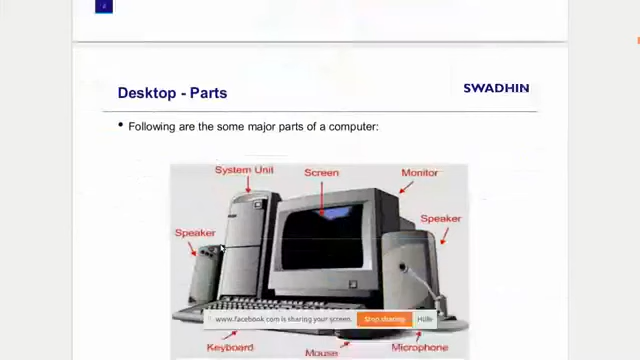 Desktop - Parts
SWADHIN
• Following are the some major parts of a computer:
System Unit
Screen
Monitor
Speaker
Speaker
www.facebook.com is sharing your screen.
Stop sharing
Hide
Keyboard
Mouse
Microphone